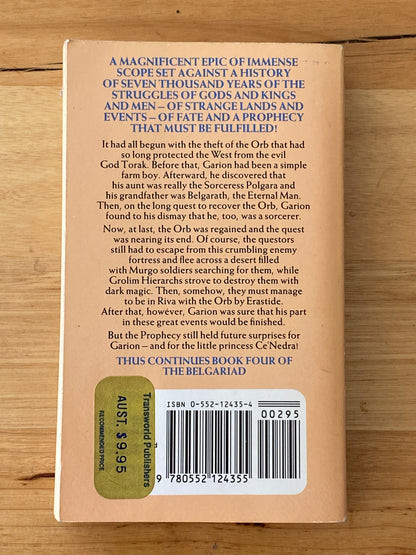 A MAGNIFICENT EPIC OF IMMENSE
SCOPE SET AGAINST A HISTORY
OF SEVEN THOUSAND YEARS OF THE
STRUGGLES OF GODS AND KINGS
AND MEN – OF STRANGE LANDS AND
EVENTS – OF FATE AND A PROPHECY
THAT MUST BE FULFILLED!
It had all begun with the theft of the Orb that had
so long protected the West from the evil
God Torak. Before that, Garion had been a simple
farm boy. Afterward, he discovered that
his aunt was really the Sorceress Polgara and
his grandfather was Belgarath, the Eternal Man.
Then, on the long quest to recover the Orb, Garion
found to his dismay that he, too, was a sorcerer.
Now, at last, the Orb was regained and the quest
was nearing its end. Of course, the questors
still had to escape from this crumbling enemy
fortress and flee across a desert filled
with Murgo soldiers searching for them, while
Grolim Hierarchs strove to destroy them with
dark magic. Then, somehow, they must manage
to be in Riva with the Orb by Erastide.
After that, however, Garion was sure that his part
in these great events would be finished.
But the Prophecy still held future surprises for
Garion – and for the little princess Ce'Nedra!
THUS CONTINUES BOOK FOUR OF
THE BELGARIAD
Transworld Publishers
AUST. $9.95
RECOMMENDED PRICE
ISBN 0-552-12435-4
00295
9 780552 124355